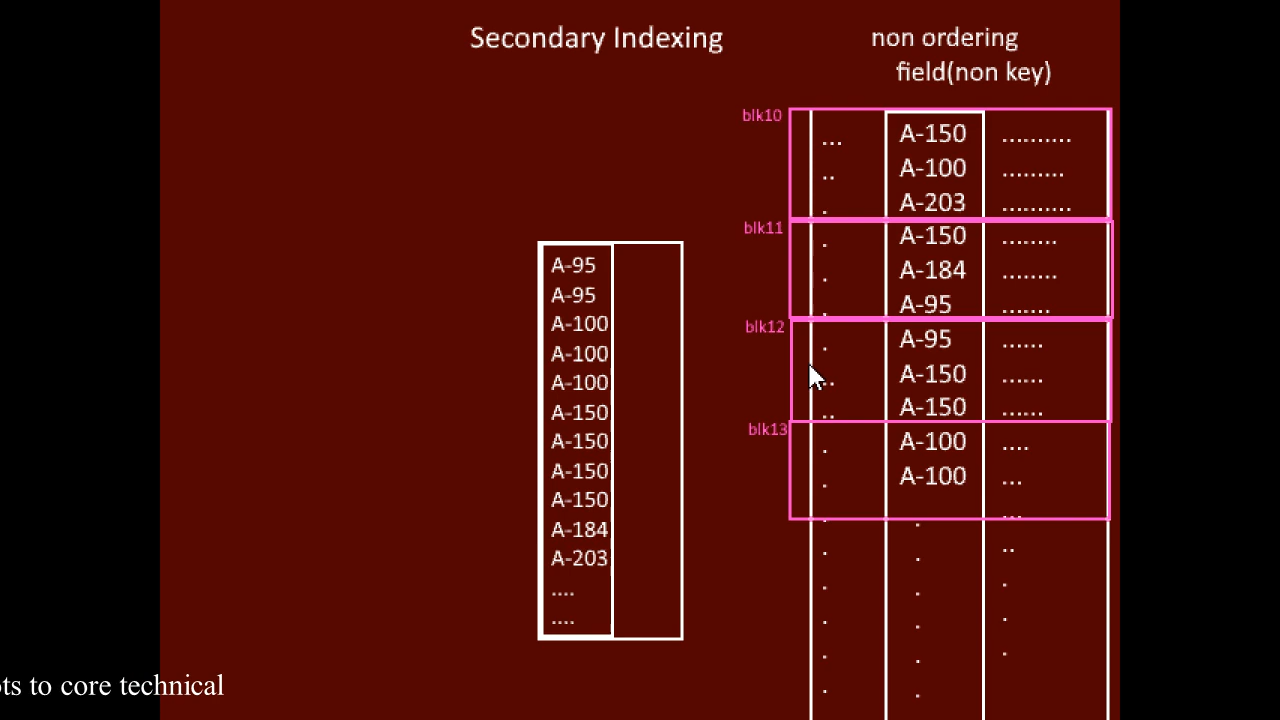 Secondary Indexing
non ordering
field(non key)
A-95
A-95
A-100
A-100
A-100
A-150
A-150
A-150
A-150
A-184
A-203
....
....
blk10
... A-150 ..........
.. A-100 .........
. A-203 ..........
blk11
. A-150 ........
. A-184 ........
. A-95 .......
blk12
. A-95 ......
.. A-150 ......
.. A-150 ......
blk13
. A-100 ....
. A-100 ...
. . ...
. . ..
. . .
. . .
. . .
. .
ots to core technical